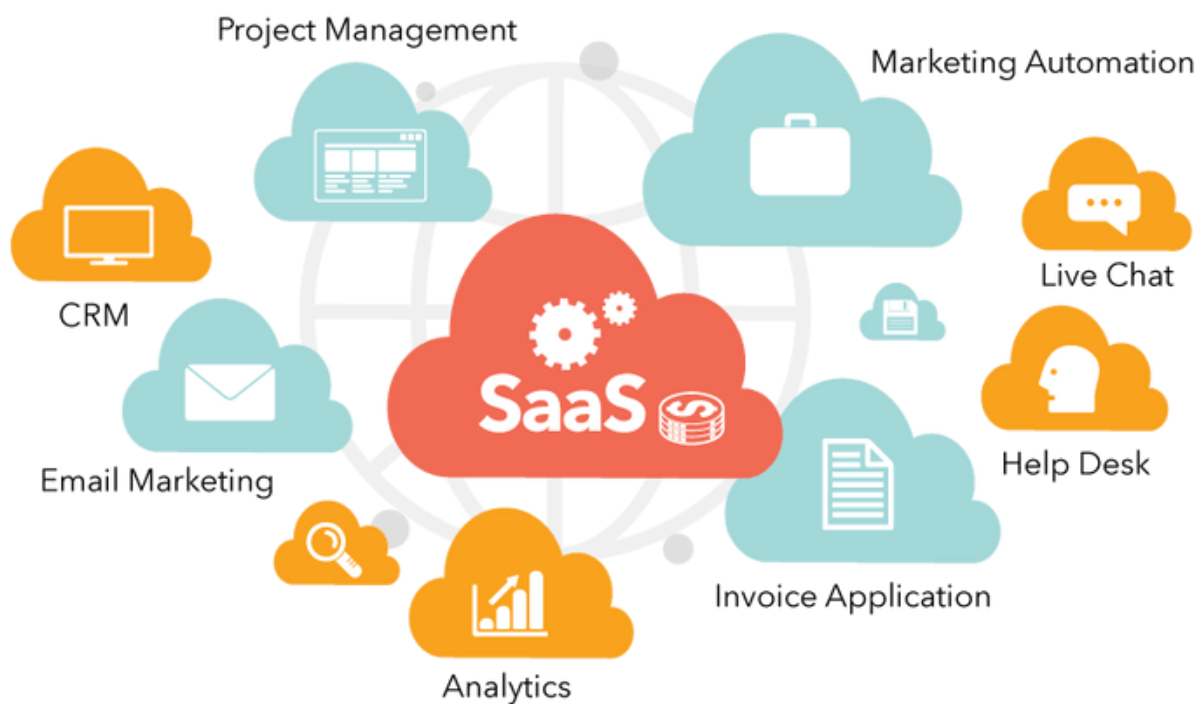 Project Management
Marketing Automation
CRM
Live Chat
SaaS
Email Marketing
Help Desk
Invoice Application
Analytics